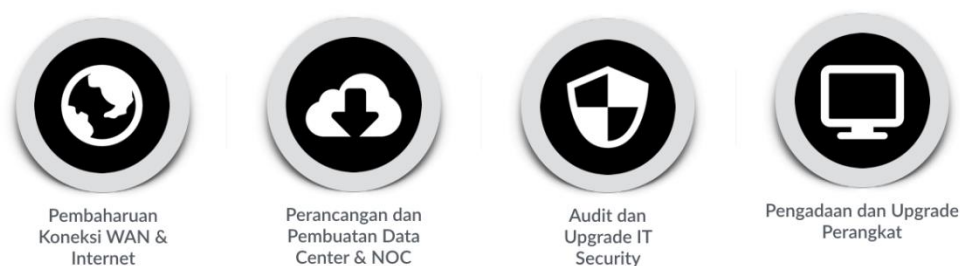 Pembaharuan
Koneksi WAN &
Internet
Perancangan dan
Pembuatan Data
Center & NOC
Audit dan
Upgrade IT
Security
Pengadaan dan Upgrade
Perangkat